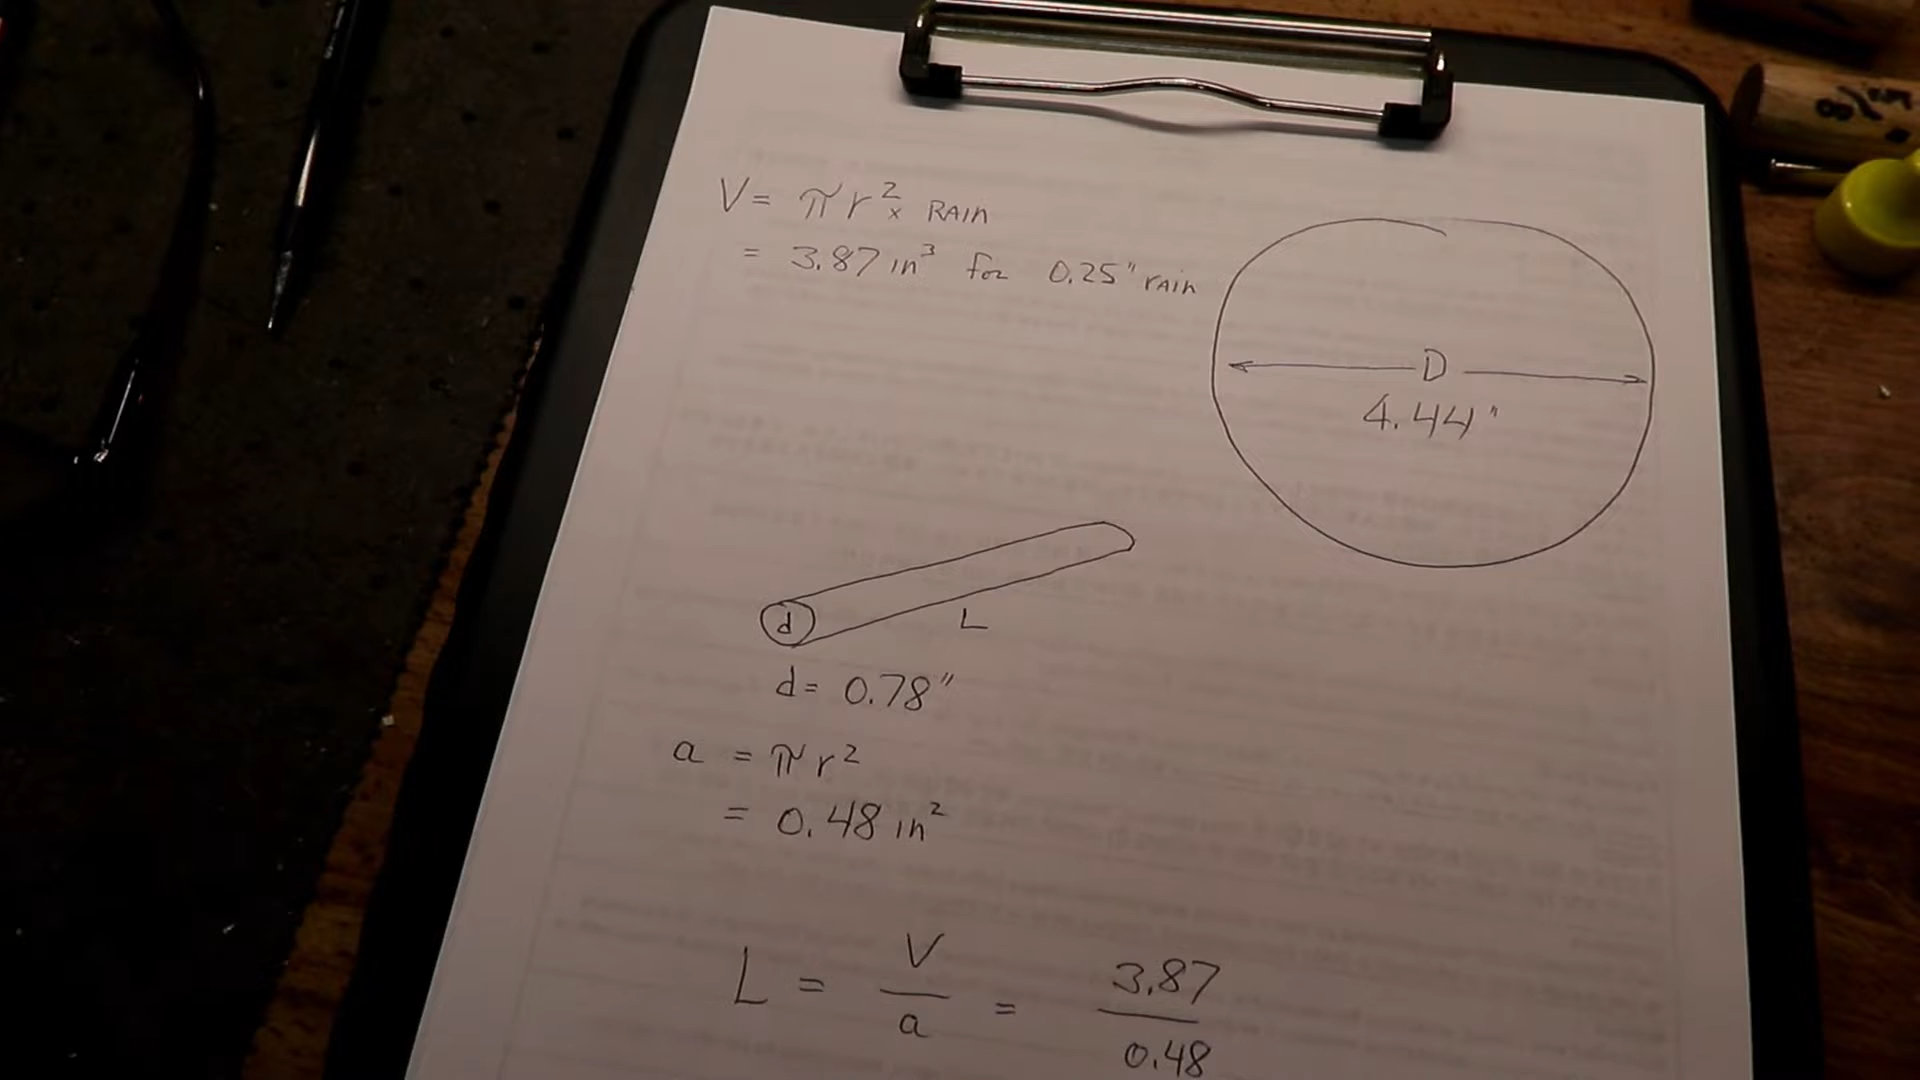 V = πr² × RAIN
= 3.87 in³ for 0.25" rain
D
4.44"
d
L
d = 0.78"
a = πr²
= 0.48 in²
L = V/a = 3.87/0.48